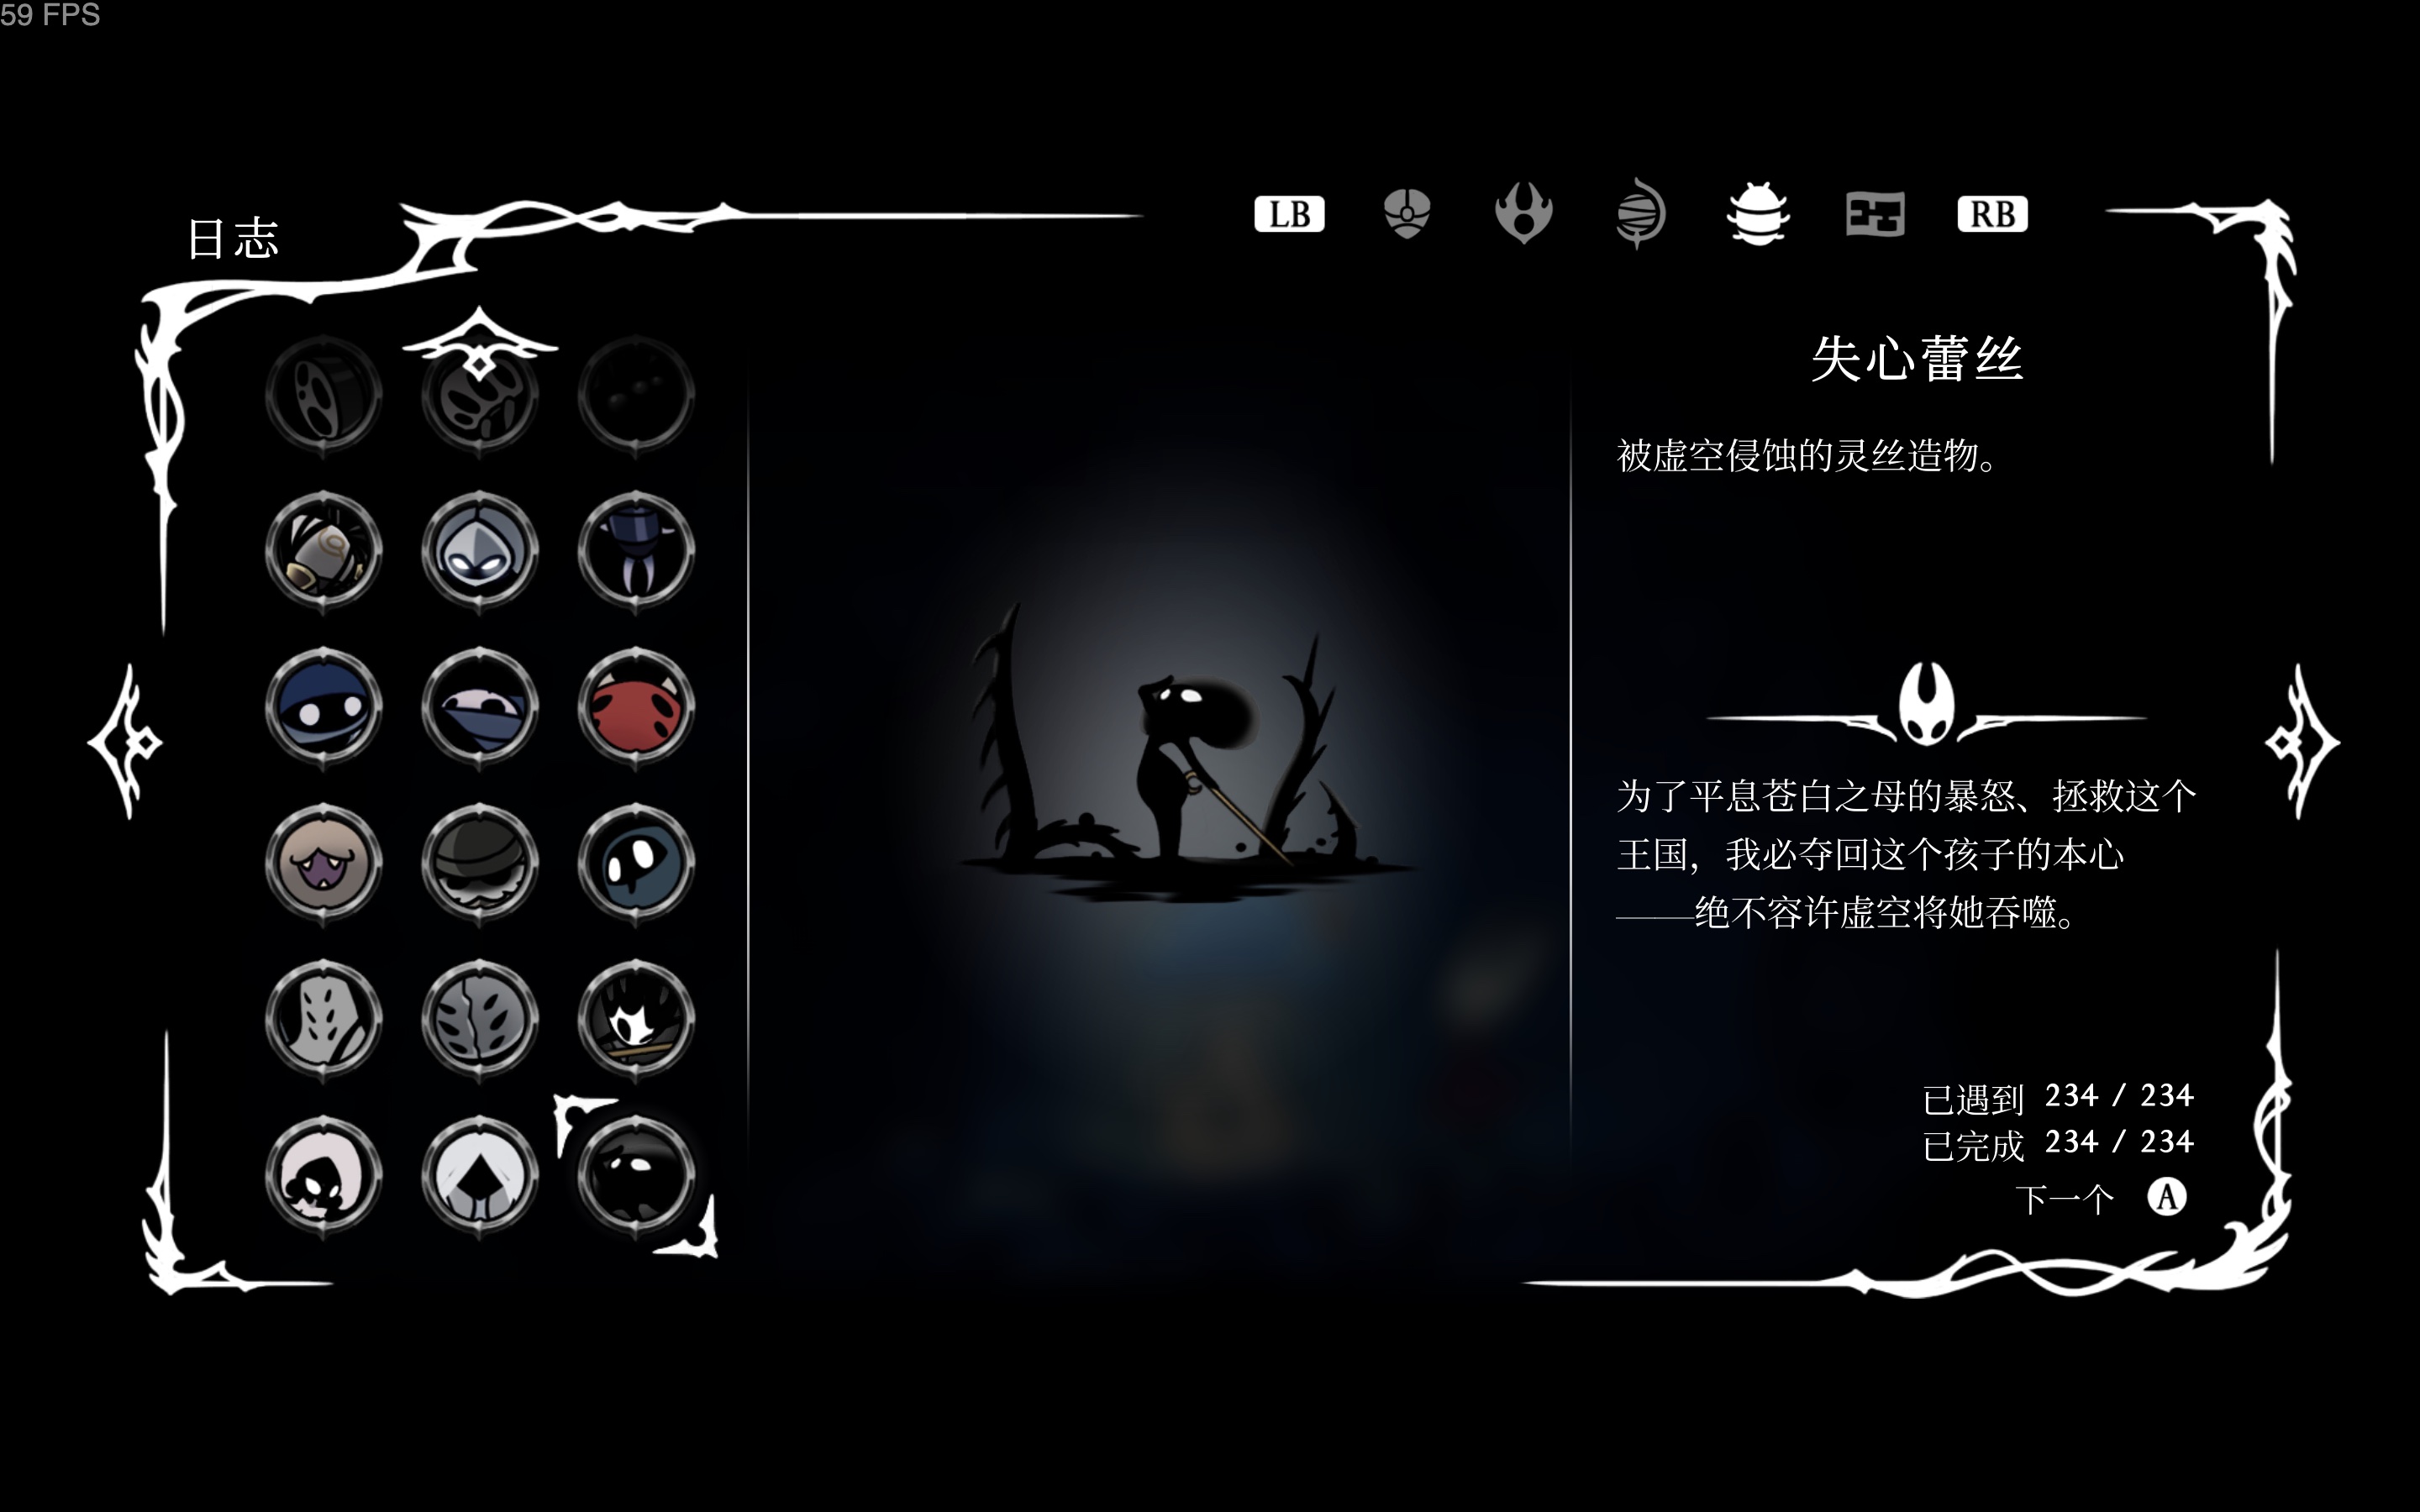 59 FPS
日志
LB
RB
失心蕾丝
被虚空侵蚀的灵丝造物。
为了平息苍白之母的暴怒、拯救这个
王国，我必夺回这个孩子的本心
——绝不容许虚空将她吞噬。
已遇到 234 / 234
已完成 234 / 234
下一个 A